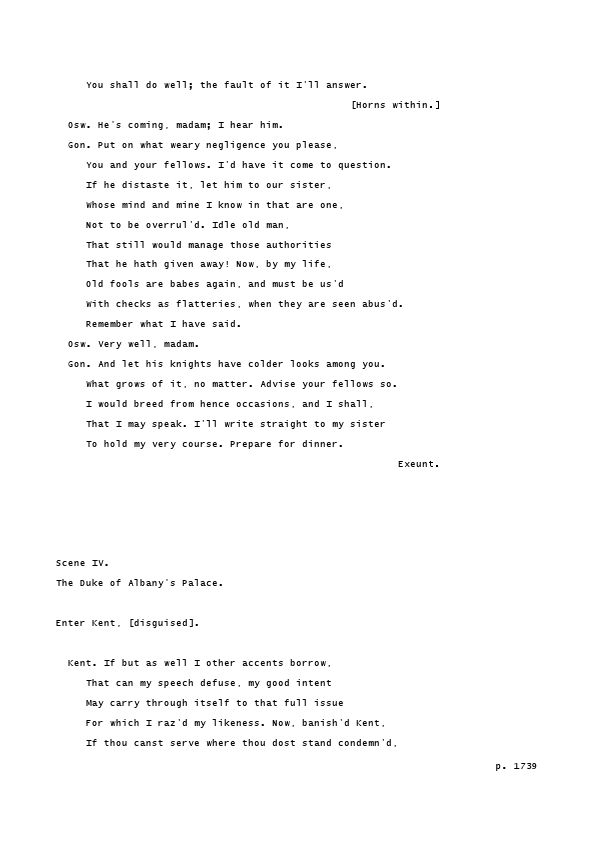 You shall do well; the fault of it I'll answer.
[Horns within.]
Osw. He's coming, madam; I hear him.
Gon. Put on what weary negligence you please,
You and your fellows. I'd have it come to question.
If he distaste it, let him to our sister,
Whose mind and mine I know in that are one,
Not to be overrul'd. Idle old man,
That still would manage those authorities
That he hath given away! Now, by my life,
Old fools are babes again, and must be us'd
With checks as flatteries, when they are seen abus'd.
Remember what I have said.
Osw. Very well, madam.
Gon. And let his knights have colder looks among you.
What grows of it, no matter. Advise your fellows so.
I would breed from hence occasions, and I shall,
That I may speak. I'll write straight to my sister
To hold my very course. Prepare for dinner.
Exeunt.
Scene IV.
The Duke of Albany's Palace.
Enter Kent, [disguised].
Kent. If but as well I other accents borrow,
That can my speech defuse, my good intent
May carry through itself to that full issue
For which I raz'd my likeness. Now, banish'd Kent,
If thou canst serve where thou dost stand condemn'd,
p. 1739